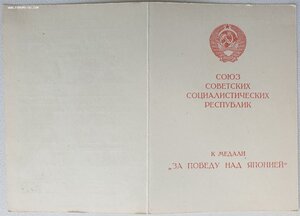 СОЮЗ
СОВЕТСКИХ
СОЦИАЛИСТИЧЕСКИХ
РЕСПУБЛИК
К МЕДАЛИ
„ЗА ПОБЕДУ НАД ЯПОНИЕЙ“